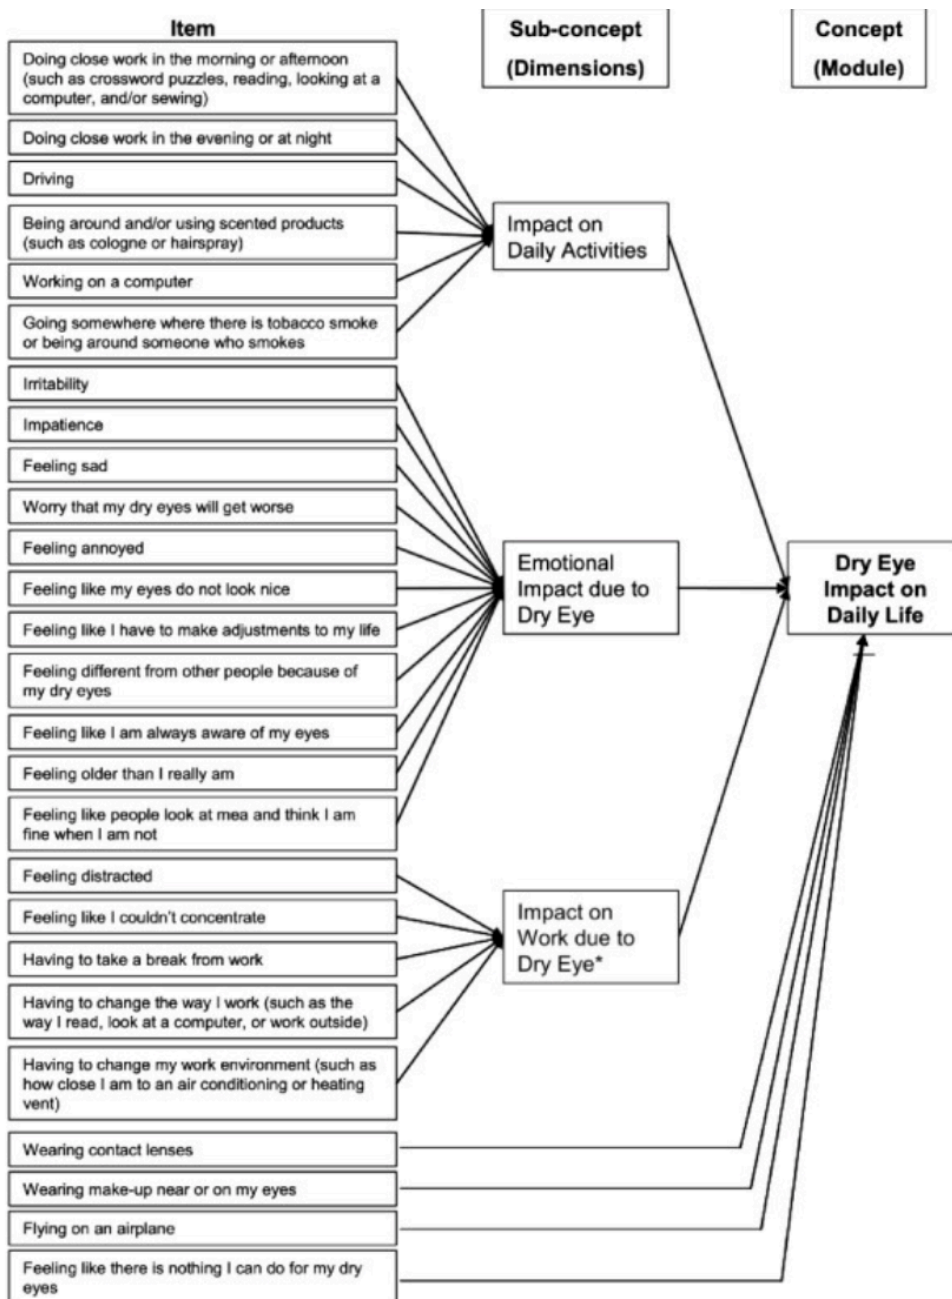 Item
Sub-concept
(Dimensions)
Concept
(Module)
Doing close work in the morning or afternoon
(such as crossword puzzles, reading, looking at a
computer, and/or sewing)
Doing close work in the evening or at night
Driving
Being around and/or using scented products
(such as cologne or hairspray)
Working on a computer
Going somewhere where there is tobacco smoke
or being around someone who smokes
Impact on
Daily Activities
Irritability
Impatience
Feeling sad
Worry that my dry eyes will get worse
Feeling annoyed
Feeling like my eyes do not look nice
Feeling like I have to make adjustments to my life
Feeling different from other people because of
my dry eyes
Feeling like I am always aware of my eyes
Feeling older than I really am
Feeling like people look at mea and think I am
fine when I am not
Emotional
Impact due to
Dry Eye
Dry Eye
Impact on
Daily Life
Feeling distracted
Feeling like I couldn't concentrate
Having to take a break from work
Having to change the way I work (such as the
way I read, look at a computer, or work outside)
Having to change my work environment (such as
how close I am to an air conditioning or heating
vent)
Impact on
Work due to
Dry Eye*
Wearing contact lenses
Wearing make-up near or on my eyes
Flying on an airplane
Feeling like there is nothing I can do for my dry
eyes